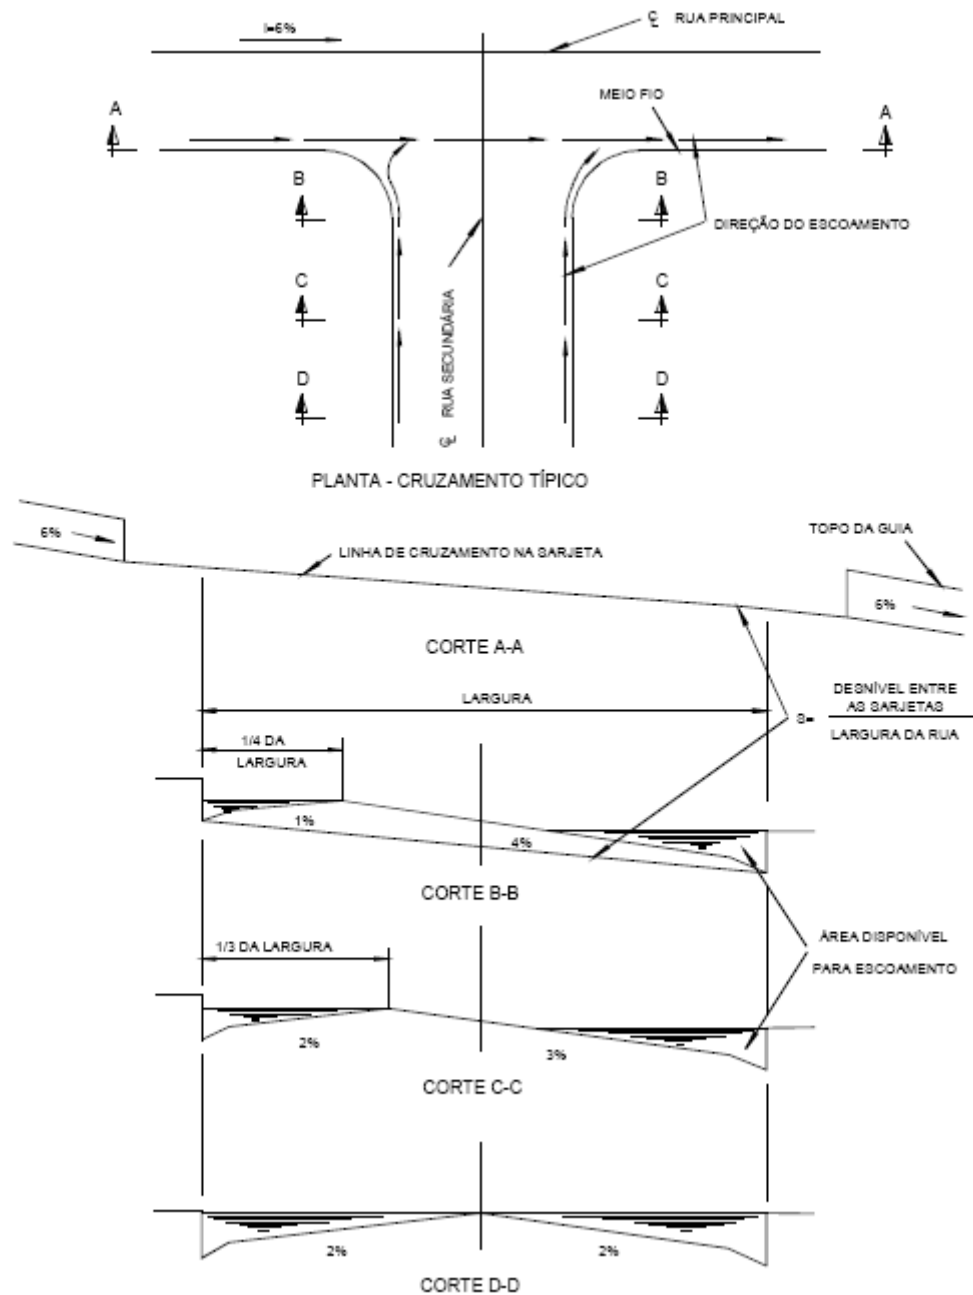 I=6%
℄ RUA PRINCIPAL
MEIO FIO
A
A
B
B
DIREÇÃO DO ESCOAMENTO
C
C
D
D
℄ RUA SECUNDÁRIA
PLANTA - CRUZAMENTO TÍPICO
6%
LINHA DE CRUZAMENTO NA SARJETA
TOPO DA GUIA
6%
CORTE A-A
LARGURA
S=
DESNÍVEL ENTRE
AS SARJETAS
LARGURA DA RUA
1/4 DA
LARGURA
1%
4%
CORTE B-B
1/3 DA LARGURA
ÁREA DISPONÍVEL
PARA ESCOAMENTO
2%
3%
CORTE C-C
2%
2%
CORTE D-D